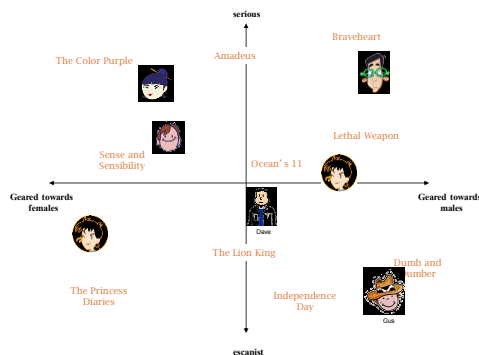 serious
Braveheart
Amadeus
The Color Purple
Lethal Weapon
Sense and
Sensibility
Ocean's 11
Geared towards
females
Geared towards
males
Dave
The Lion King
Dumb and
Dumber
The Princess
Diaries
Independence
Day
Gus
escapist